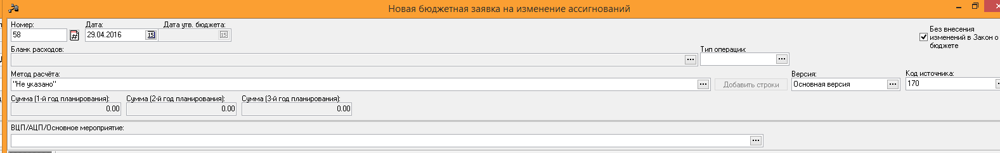 Новая бюджетная заявка на изменение ассигнований
Номер: Дата: Дата утв. бюджета:
58 29.04.2016 15 15
Без внесения
изменений в Закон о
бюджете
Бланк расходов: Тип операции:
Метод расчёта: Версия: Код источника:
"Не указано" Добавить строки Основная версия 170
Сумма (1-й год планирования): Сумма (2-й год планирования): Сумма (3-й год планирования):
0.00 0.00 0.00
ВЦП/АЦП/Основное мероприятие: